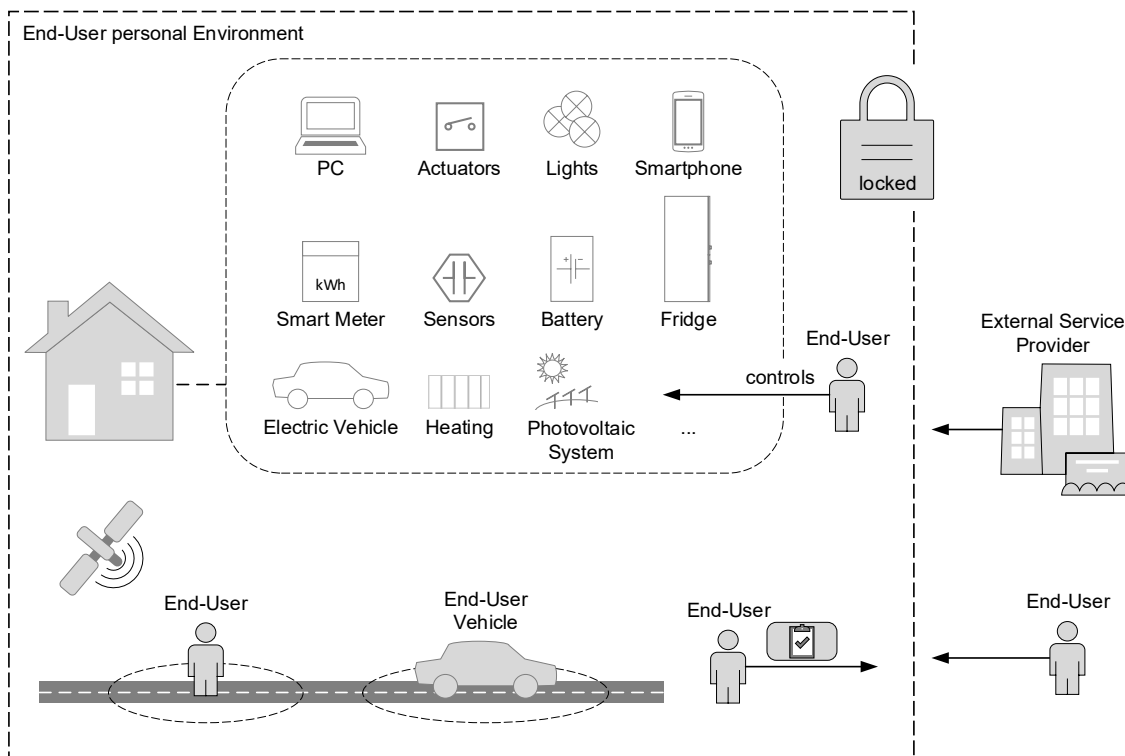 End-User personal Environment
PC
Actuators
Lights
Smartphone
locked
kWh
Smart Meter
Sensors
+ -
Battery
Fridge
End-User
controls
External Service
Provider
Electric Vehicle
Heating
Photovoltaic
System
...
End-User
End-User
Vehicle
End-User
End-User